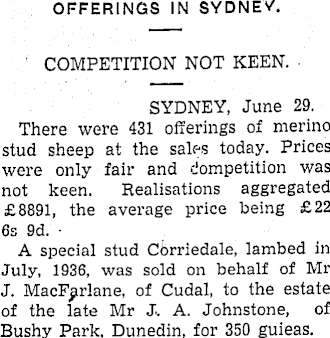 OFFERINGS IN SYDNEY.
COMPETITION NOT KEEN.
SYDNEY, June 29.
There were 431 offerings of merino
stud sheep at the sales today. Prices
were only fair and competition was
not keen. Realisations aggregated
£8891, the average price being £22
6s 9d.
A special stud Corriedale, lambed in
July, 1936, was sold on behalf of Mr
J. MacFarlane, of Cudal, to the estate
of the late Mr J. A. Johnstone, of
Bushy Park, Dunedin, for 350 guieas.